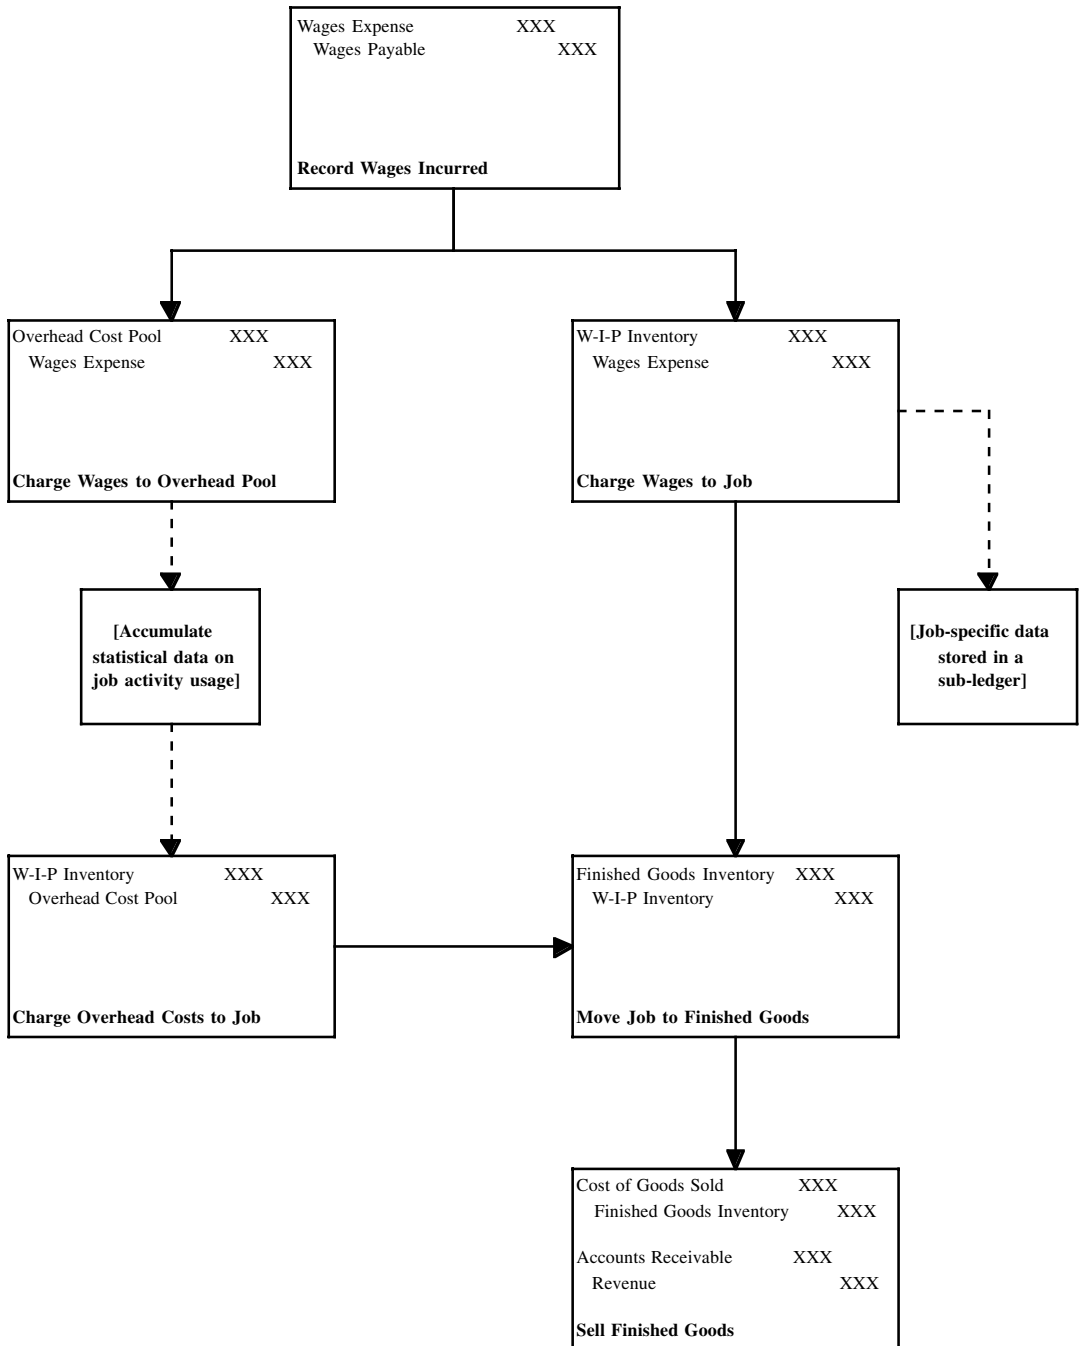 Wages Expense XXX
Wages Payable XXX
Record Wages Incurred
Overhead Cost Pool XXX
Wages Expense XXX
Charge Wages to Overhead Pool
W-I-P Inventory XXX
Wages Expense XXX
Charge Wages to Job
[Accumulate
statistical data on
job activity usage]
[Job-specific data
stored in a
sub-ledger]
W-I-P Inventory XXX
Overhead Cost Pool XXX
Charge Overhead Costs to Job
Finished Goods Inventory XXX
W-I-P Inventory XXX
Move Job to Finished Goods
Cost of Goods Sold XXX
Finished Goods Inventory XXX
Accounts Receivable XXX
Revenue XXX
Sell Finished Goods